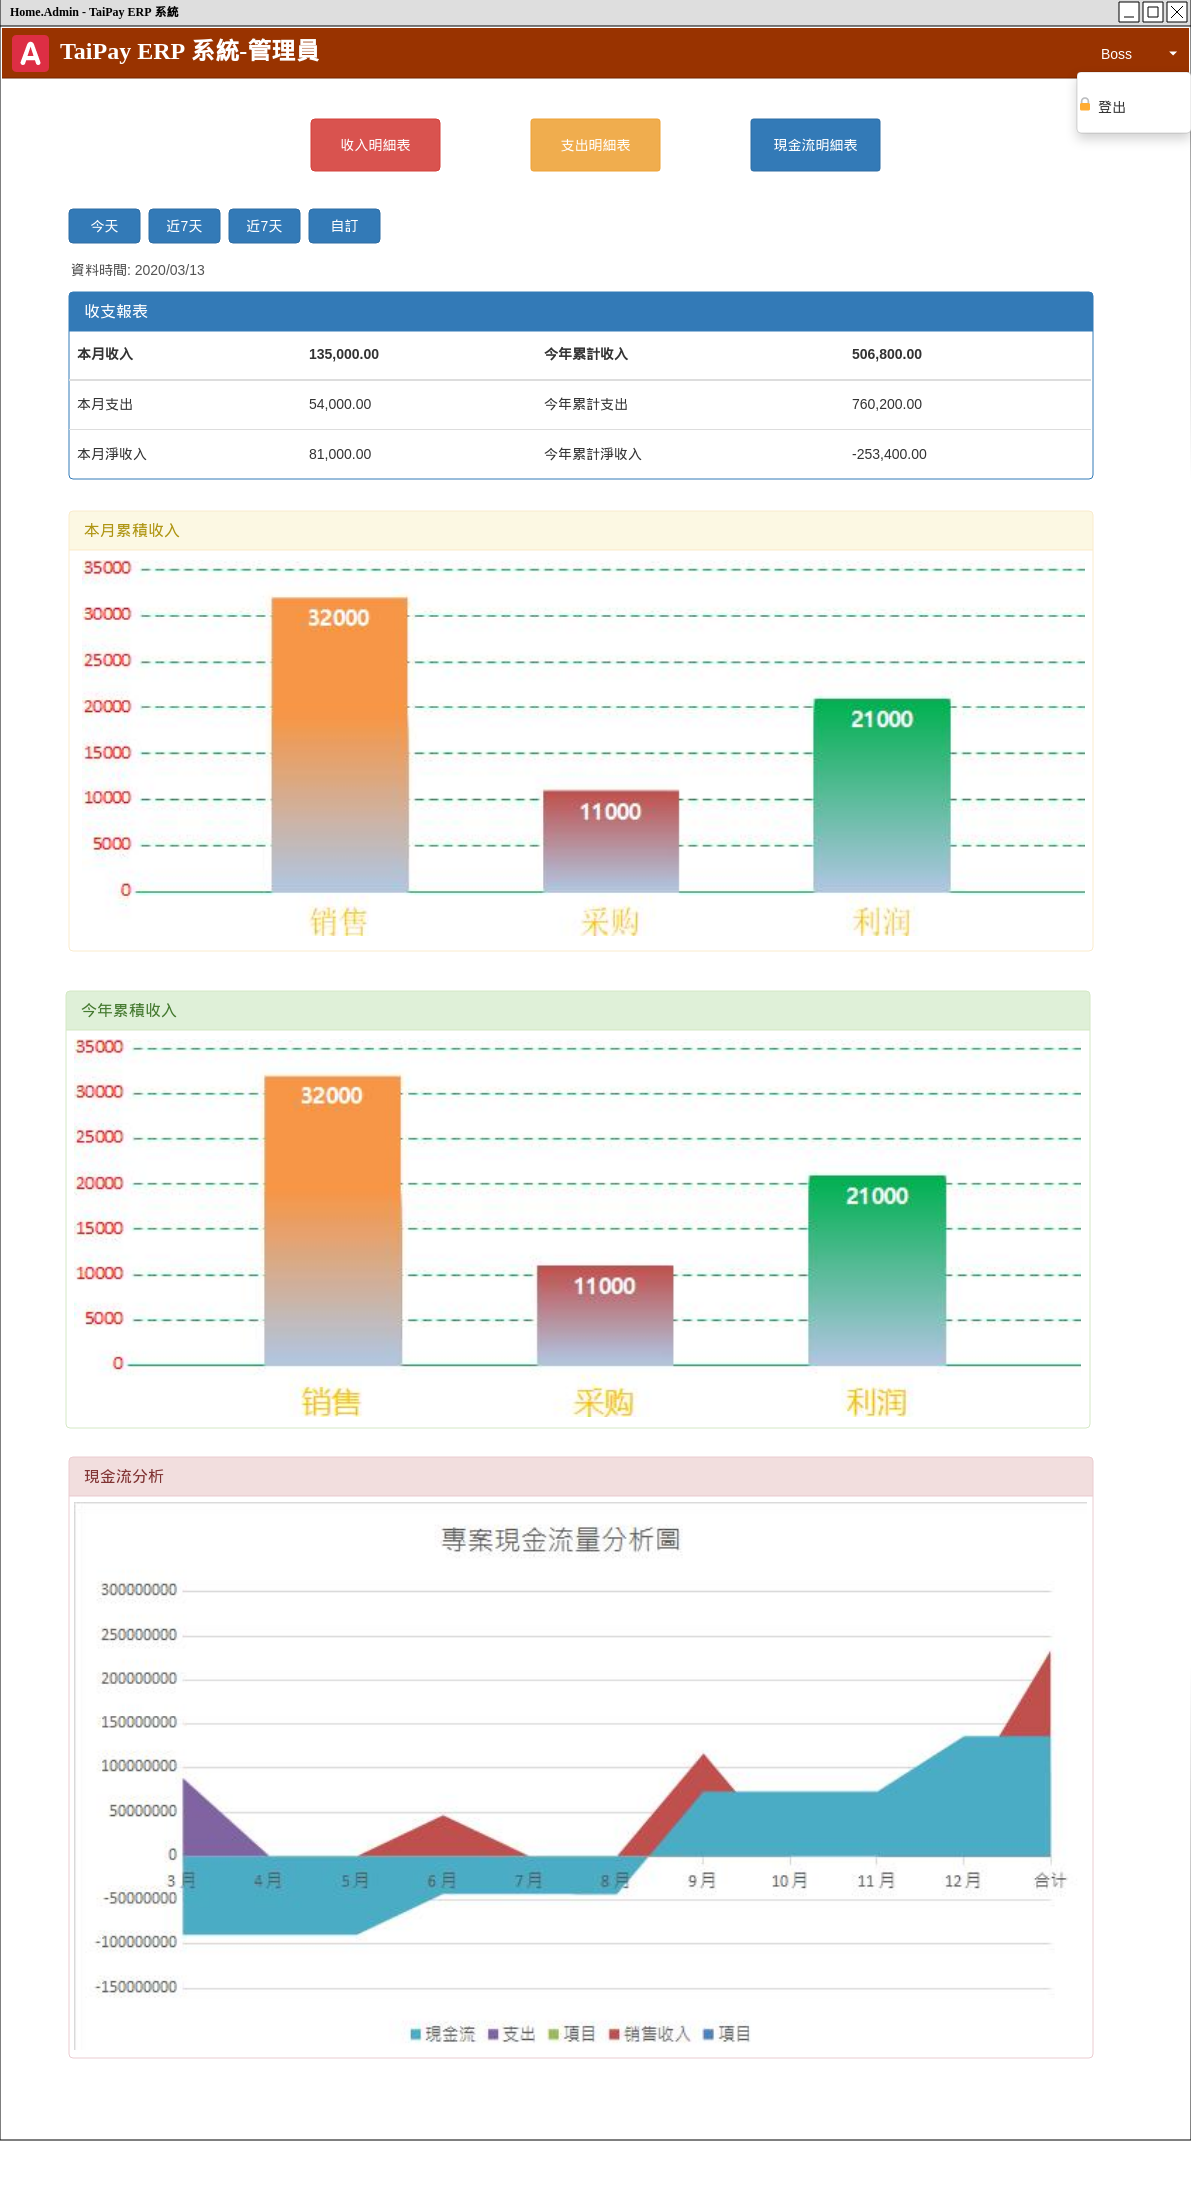 Home.Admin - TaiPay ERP 系統
TaiPay ERP 系統-管理員
Boss
登出
收入明細表 支出明細表 現金流明細表
今天 近7天 近7天 自訂
資料時間: 2020/03/13
收支報表
本月收入 135,000.00 今年累計收入 506,800.00
本月支出 54,000.00 今年累計支出 760,200.00
本月淨收入 81,000.00 今年累計淨收入 -253,400.00
本月累積收入
35000
30000
25000
20000
15000
10000
5000
0
32000
11000
21000
销售 采购 利润
今年累積收入
35000
30000
25000
20000
15000
10000
5000
0
32000
11000
21000
销售 采购 利润
現金流分析
專案現金流量分析圖
300000000
250000000
200000000
150000000
100000000
50000000
0
-50000000
-100000000
-150000000
3 月 4 月 5 月 6 月 7 月 8 月 9 月 10 月 11 月 12 月 合计
現金流 支出 項目 销售收入 項目